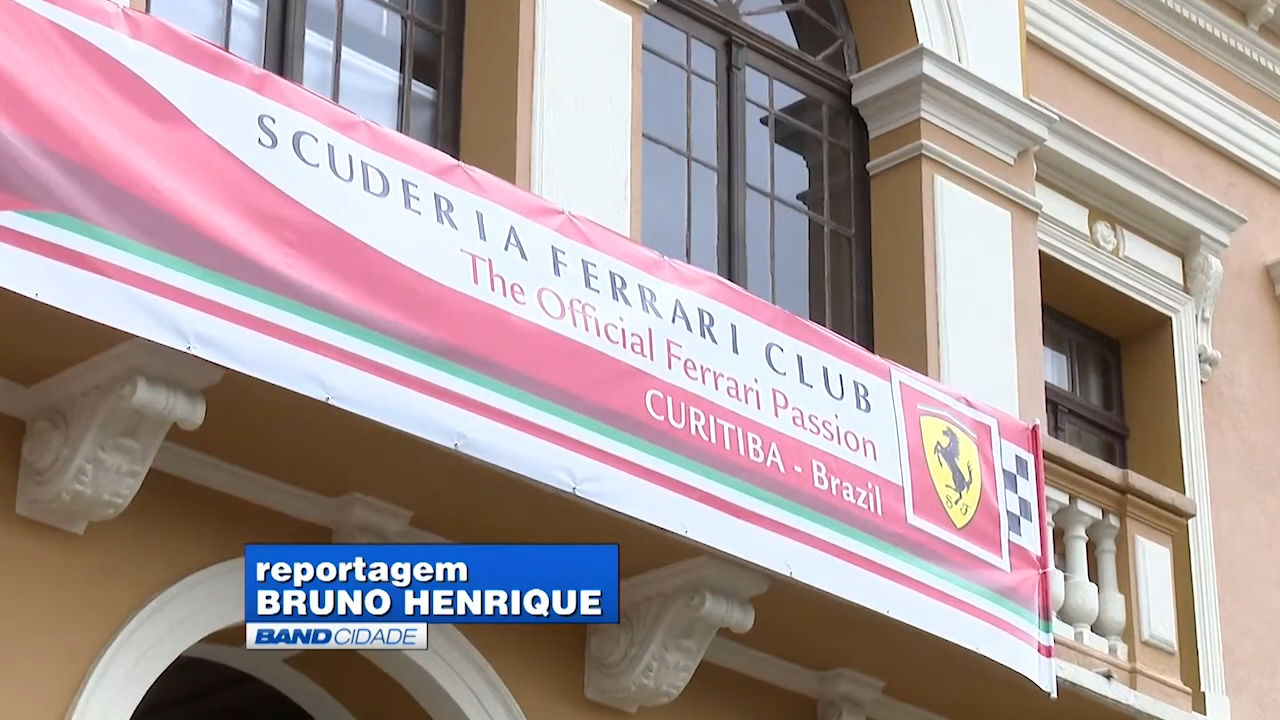 SCUDERIA FERRARI CLUB
The Official Ferrari Passion
CURITIBA - Brazil
S F
reportagem
BRUNO HENRIQUE
BAND CIDADE